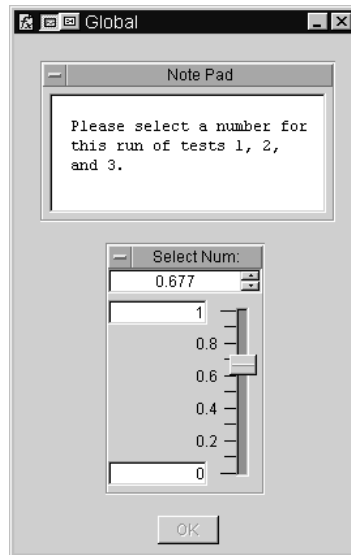 Global
Note Pad
Please select a number for
this run of tests 1, 2,
and 3.
Select Num:
0.677
1
0.8
0.6
0.4
0.2
0
OK